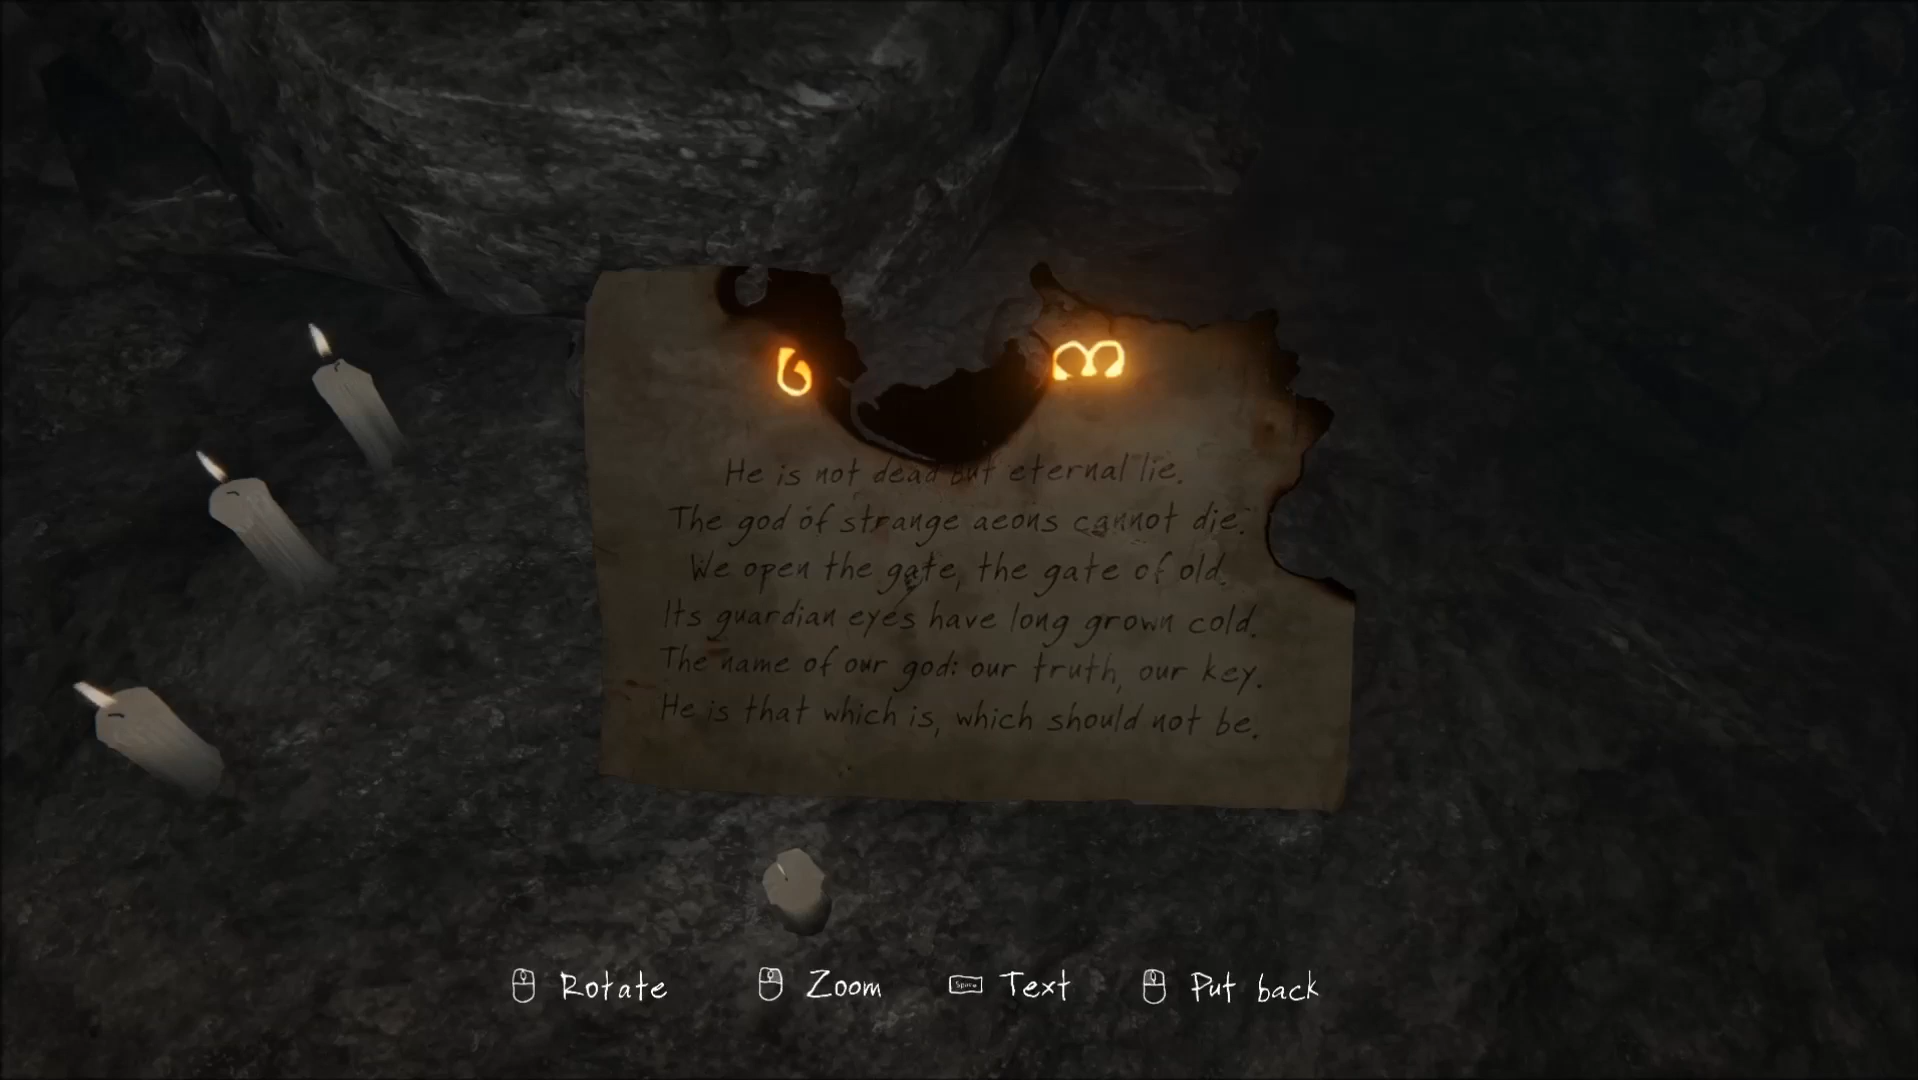 He is not dead but eternal lie.
The god of strange aeons cannot die.
We open the gate, the gate of old.
Its guardian eyes have long grown cold.
The name of our god: our truth, our key.
He is that which is, which should not be.
Rotate Zoom Space Text Put back